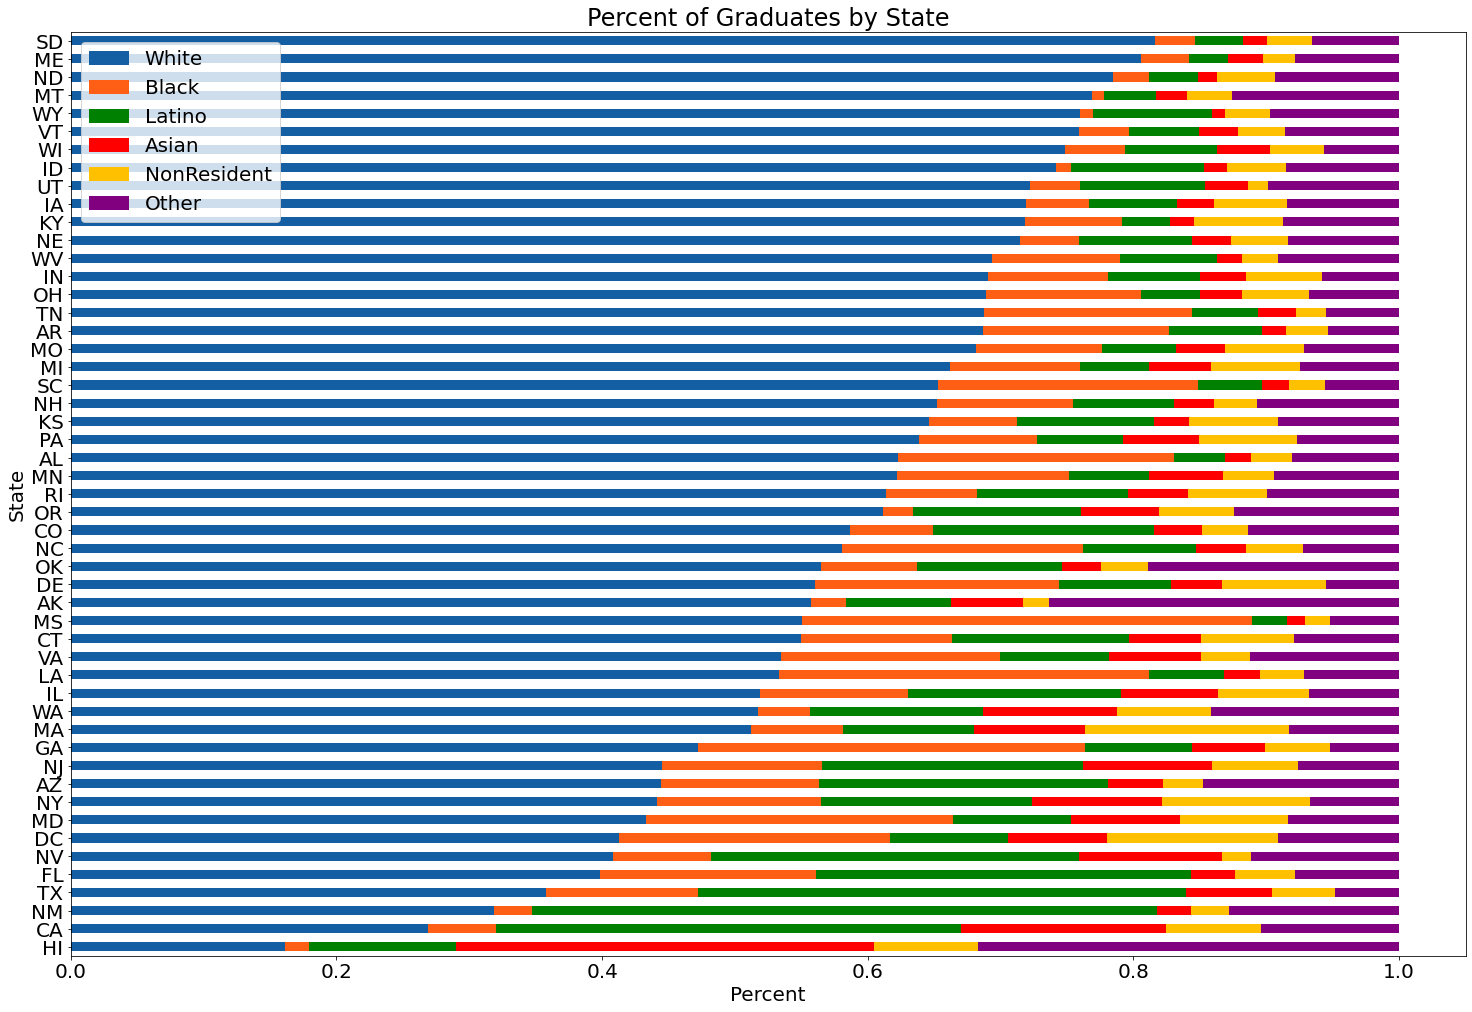 Percent of Graduates by State
White
Black
Latino
Asian
NonResident
Other
State
SD
ME
ND
MT
WY
VT
WI
ID
UT
IA
KY
NE
WV
IN
OH
TN
AR
MO
MI
SC
NH
KS
PA
AL
MN
RI
OR
CO
NC
OK
DE
AK
MS
CT
VA
LA
IL
WA
MA
GA
NJ
AZ
NY
MD
DC
NV
FL
TX
NM
CA
HI
0.0 0.2 0.4 0.6 0.8 1.0
Percent